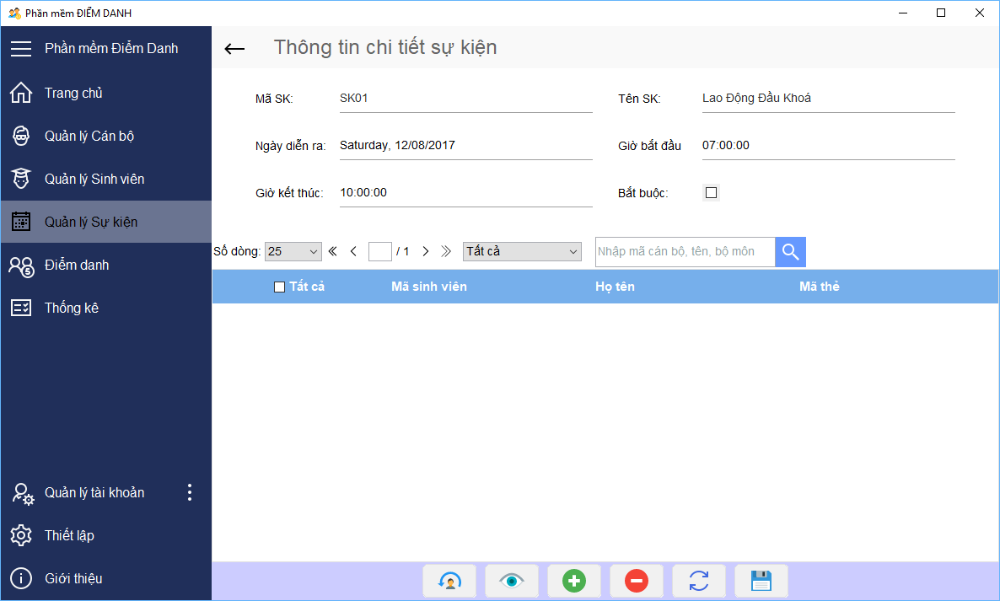 Phần mềm ĐIỂM DANH
Phần mềm Điểm Danh
Trang chủ
Quản lý Cán bộ
Quản lý Sinh viên
Quản lý Sự kiện
Điểm danh
Thống kê
Quản lý tài khoản
Thiết lập
Giới thiệu
Thông tin chi tiết sự kiện
Mã SK: SK01 Tên SK: Lao Động Đầu Khoá
Ngày diễn ra: Saturday, 12/08/2017 Giờ bắt đầu 07:00:00
Giờ kết thúc: 10:00:00 Bắt buộc:
Số dòng: 25 / 1 Tất cả Nhập mã cán bộ, tên, bộ môn
Tất cả Mã sinh viên Họ tên Mã thẻ